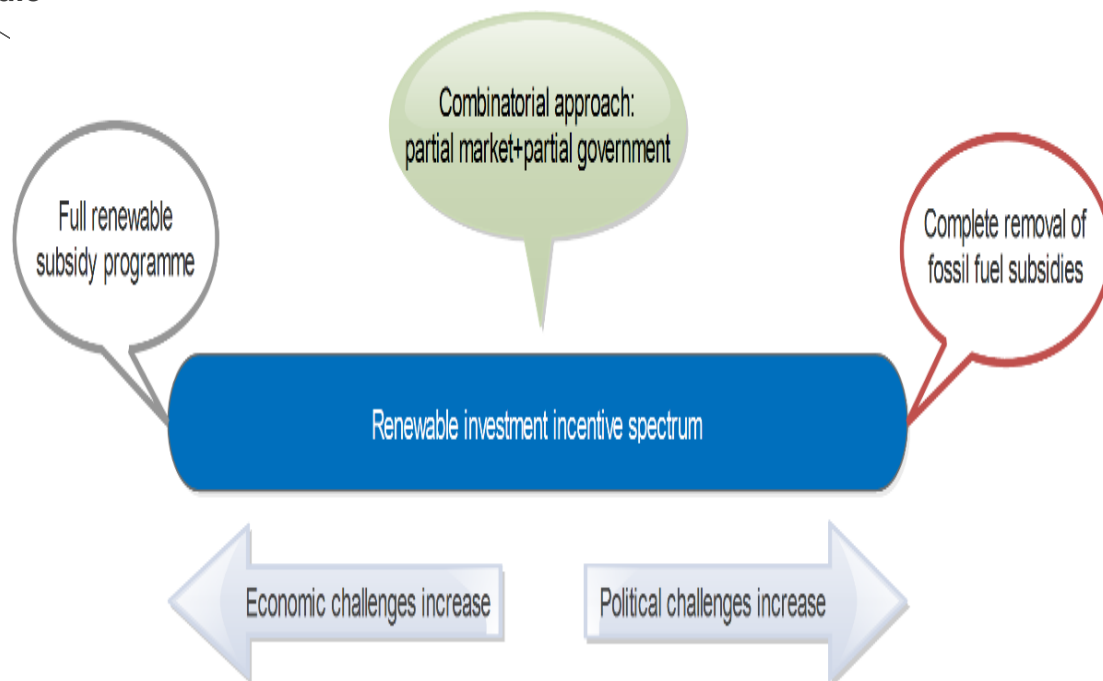 Combinatorial approach:
partial market+partial government
Full renewable
subsidy programme
Complete removal of
fossil fuel subsidies
Renewable investment incentive spectrum
Economic challenges increase
Political challenges increase